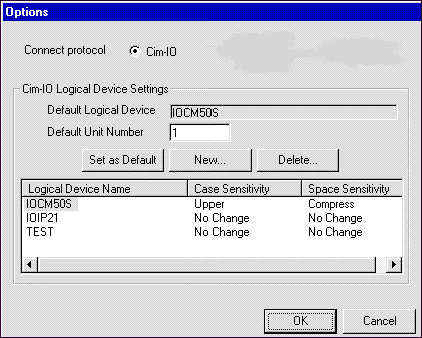 Options
Connect protocol Cim-IO
Cim-IO Logical Device Settings
Default Logical Device IOCM50S
Default Unit Number 1
Set as Default New... Delete...
Logical Device Name Case Sensitivity Space Sensitivity
IOCM50S Upper Compress
IOIP21 No Change No Change
TEST No Change No Change
OK Cancel